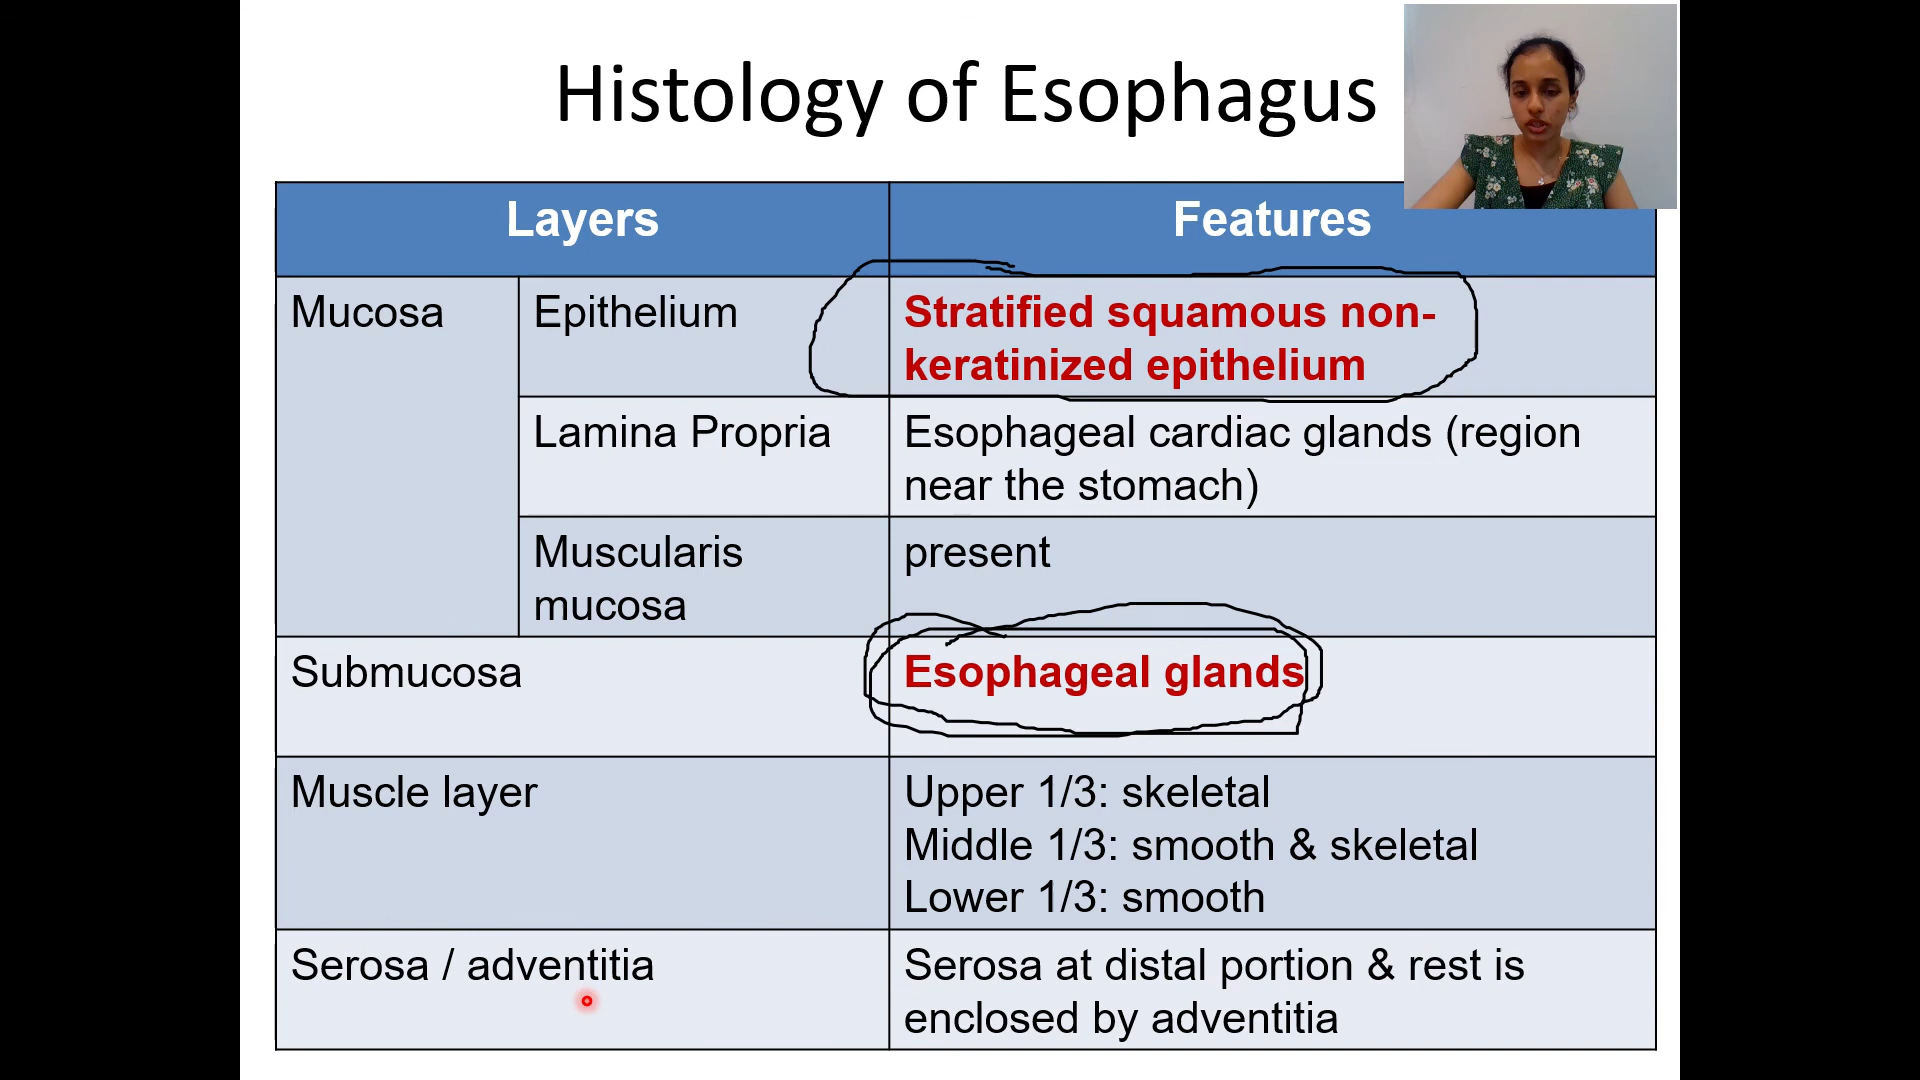 Histology of Esophagus
Layers
Features
Mucosa
Epithelium
Stratified squamous non-
keratinized epithelium
Lamina Propria
Esophageal cardiac glands (region
near the stomach)
Muscularis
mucosa
present
Submucosa
Esophageal glands
Muscle layer
Upper 1/3: skeletal
Middle 1/3: smooth & skeletal
Lower 1/3: smooth
Serosa / adventitia
Serosa at distal portion & rest is
enclosed by adventitia